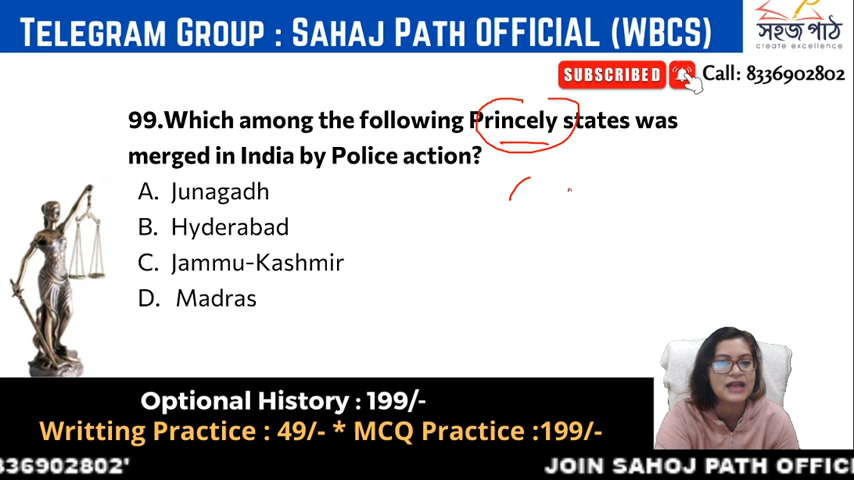 TELEGRAM GROUP : SAHAJ PATH OFFICIAL (WBCS)
সহজ পাঠ
create excellence
SUBSCRIBED
Call: 8336902802
99.Which among the following Princely states was
merged in India by Police action?
A. Junagadh
B. Hyderabad
C. Jammu-Kashmir
D. Madras
Optional History : 199/-
Writting Practice : 49/- * MCQ Practice :199/-
336902802'
JOIN SAHOJ PATH OFFIC